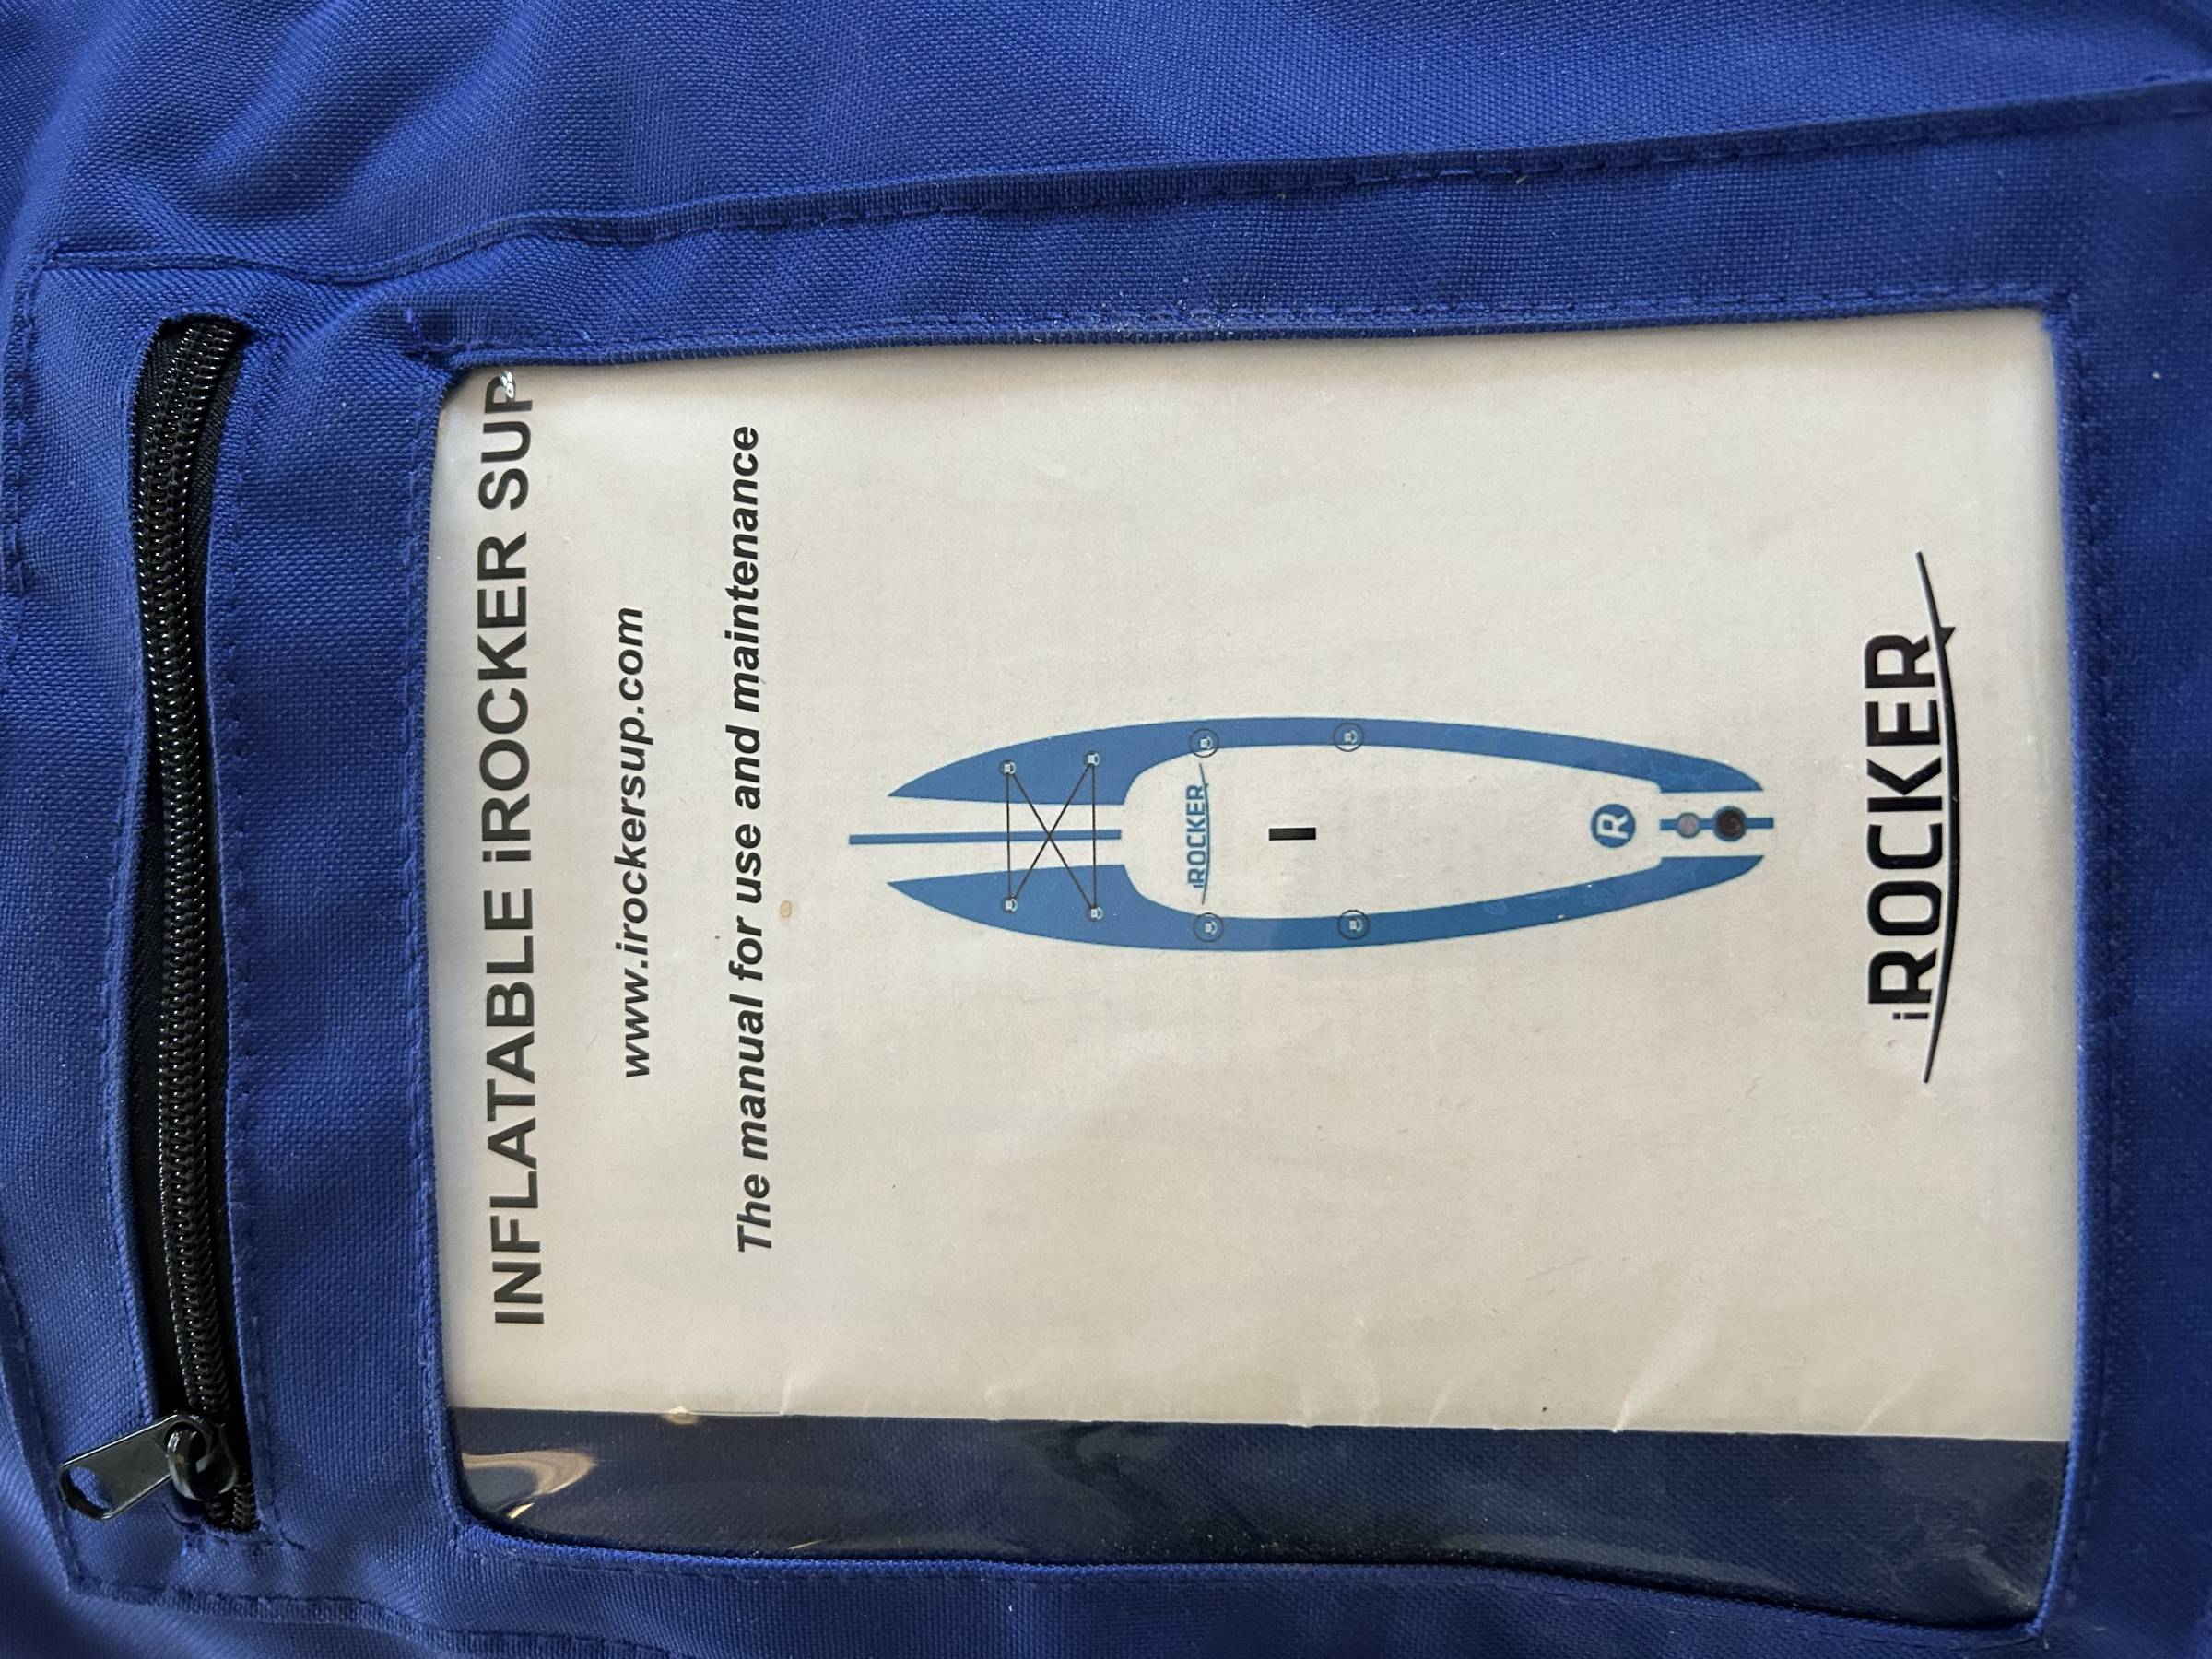 INFLATABLE iROCKER SUP
www.irockersup.com
The manual for use and maintenance
iROCKER
R
iROCKER